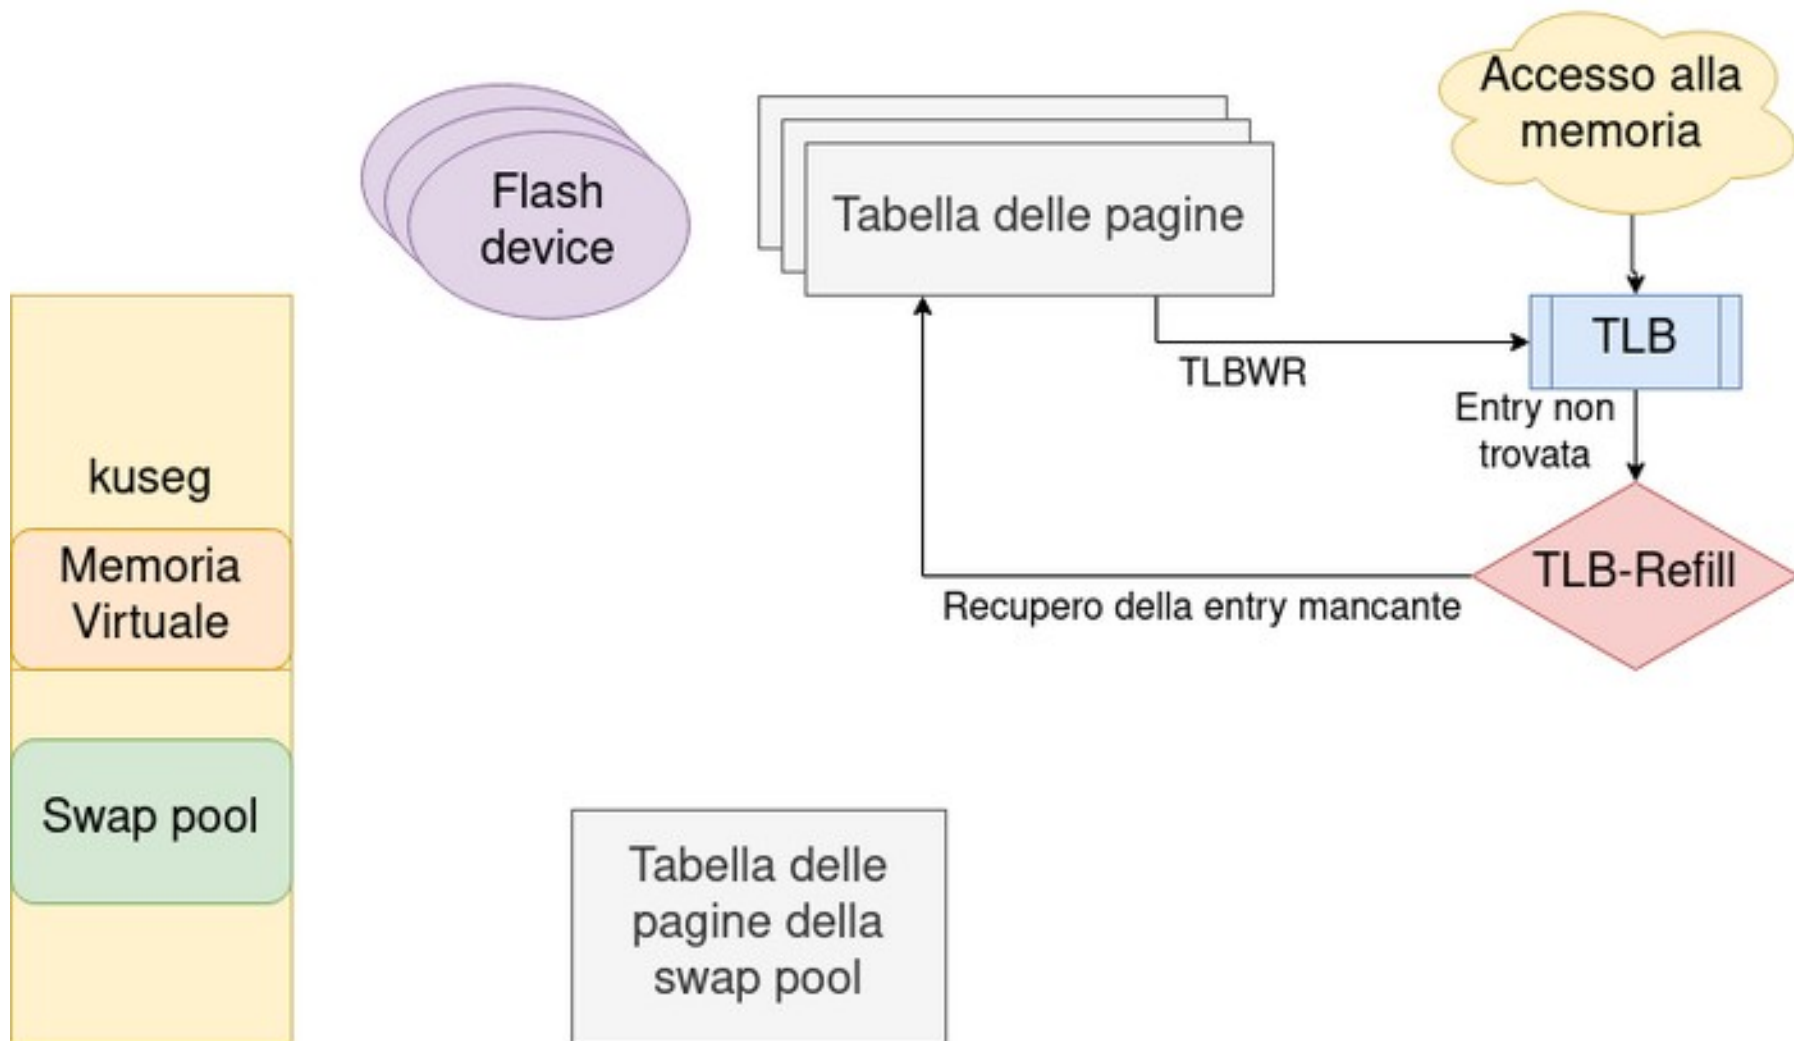 Accesso alla
memoria
Flash
device
Tabella delle pagine
TLB
TLBWR
Entry non
trovata
kuseg
Memoria
Virtuale
TLB-Refill
Recupero della entry mancante
Swap pool
Tabella delle
pagine della
swap pool